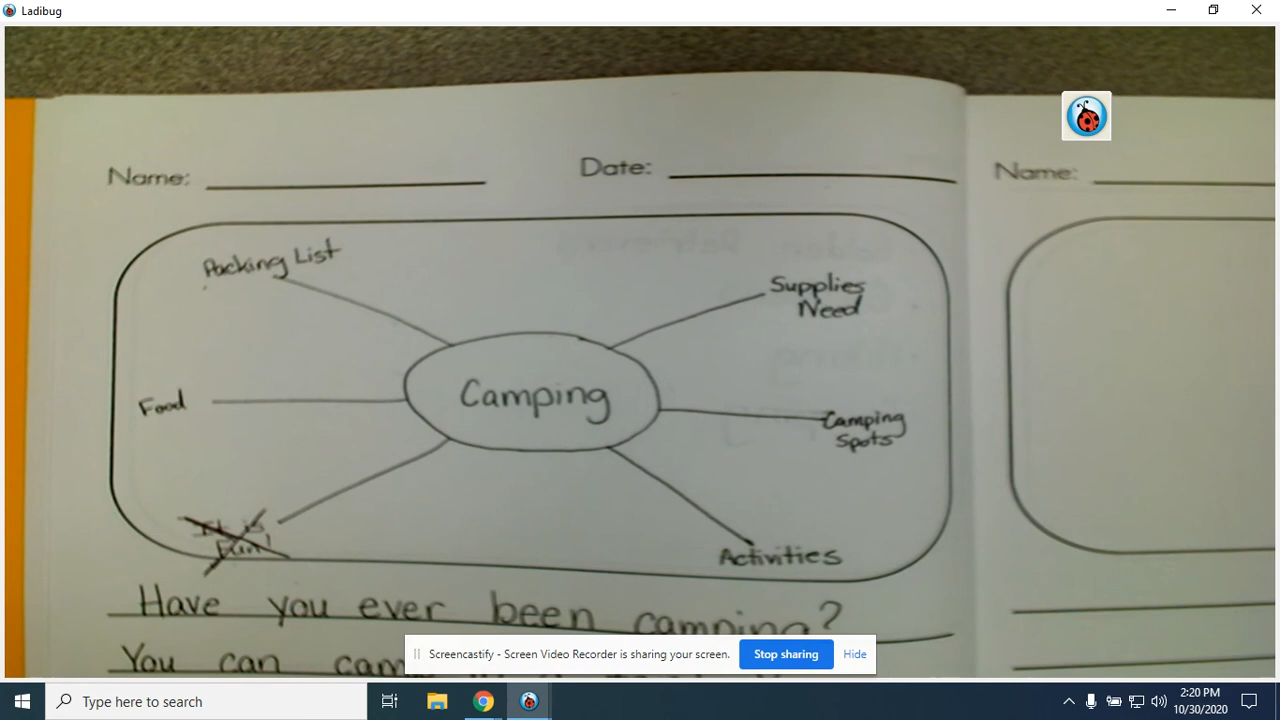 Ladibug
Name:
Date:
Name:
Packing List
Supplies
Need
Camping
Food
Camping
Spots
It is
Fun!
Activities
Have you ever been camping?
You can
Screencastify - Screen Video Recorder is sharing your screen.
Stop sharing
Hide
Type here to search
2:20 PM
10/30/2020